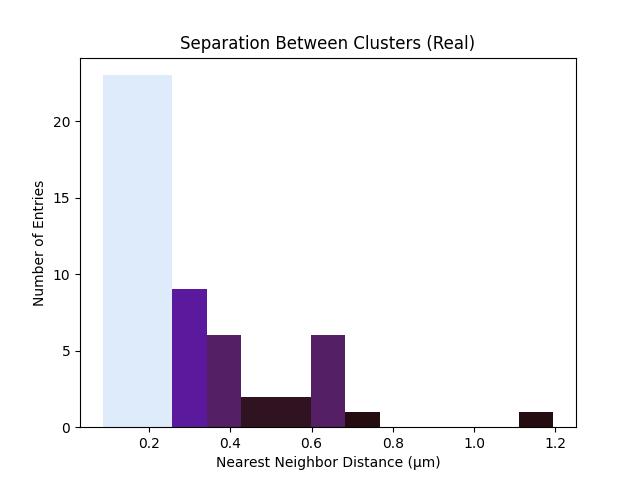 Separation Between Clusters (Real)
Number of Entries
20
15
10
5
0
0.2 0.4 0.6 0.8 1.0 1.2
Nearest Neighbor Distance (μm)